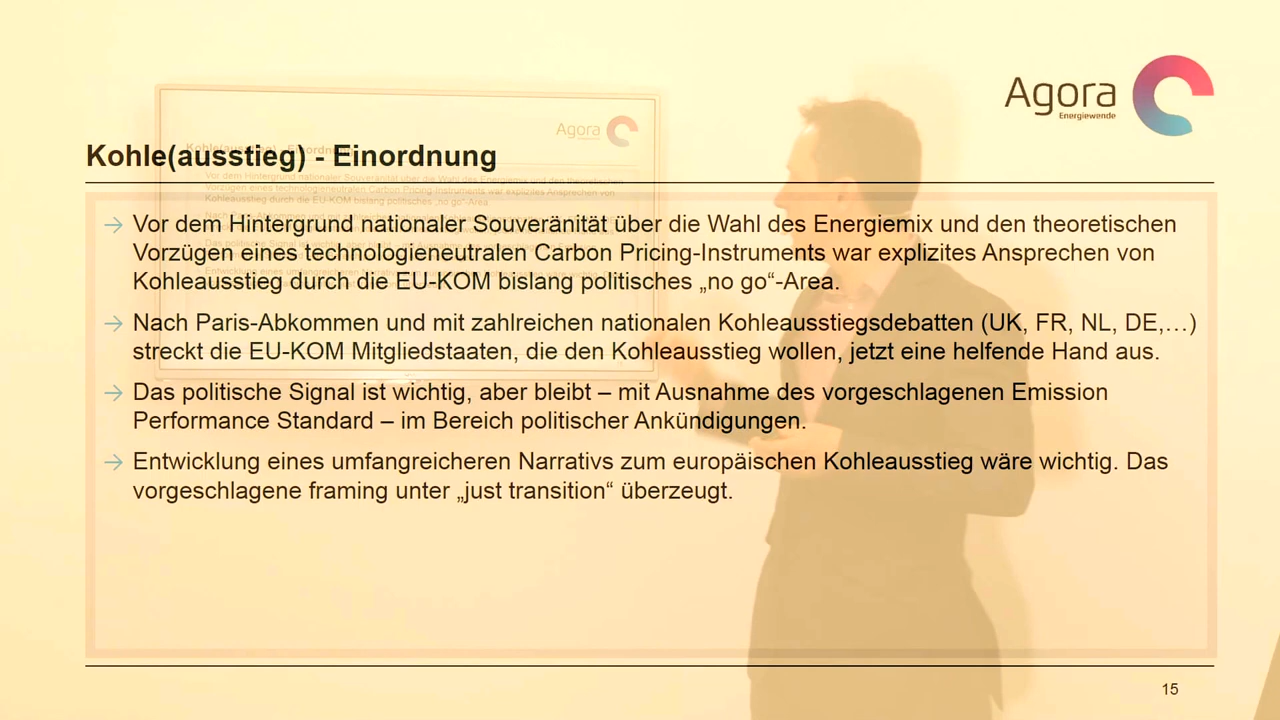 Agora
Energiewende
Kohle(ausstieg) - Einordnung
→ Vor dem Hintergrund nationaler Souveränität über die Wahl des Energiemix und den theoretischen
Vorzügen eines technologieneutralen Carbon Pricing-Instruments war explizites Ansprechen von
Kohleausstieg durch die EU-KOM bislang politisches „no go“-Area.
→ Nach Paris-Abkommen und mit zahlreichen nationalen Kohleausstiegsdebatten (UK, FR, NL, DE,…)
streckt die EU-KOM Mitgliedstaaten, die den Kohleausstieg wollen, jetzt eine helfende Hand aus.
→ Das politische Signal ist wichtig, aber bleibt – mit Ausnahme des vorgeschlagenen Emission
Performance Standard – im Bereich politischer Ankündigungen.
→ Entwicklung eines umfangreicheren Narrativs zum europäischen Kohleausstieg wäre wichtig. Das
vorgeschlagene framing unter „just transition“ überzeugt.
15
Agora